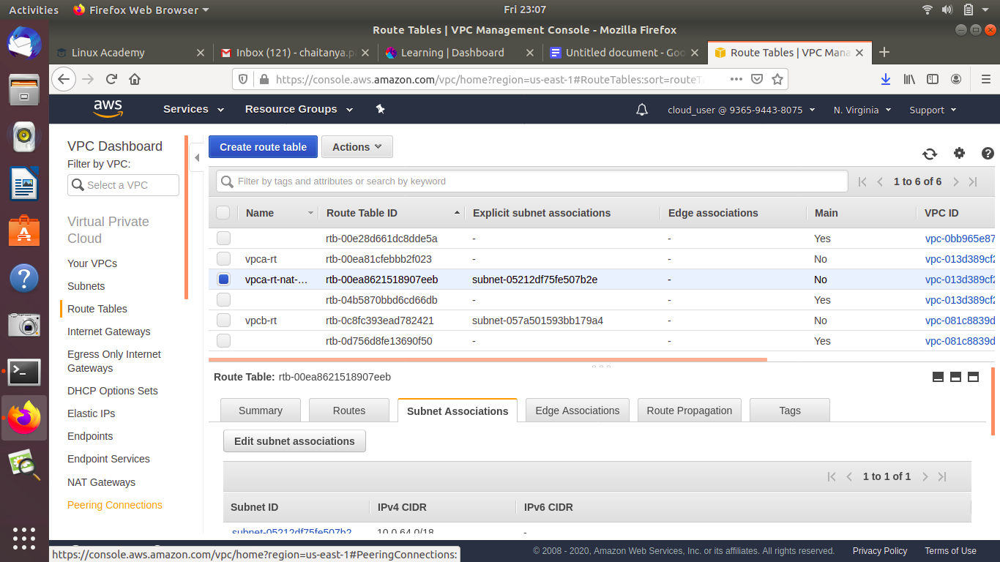 Activities Firefox Web Browser Fri 23:07
Route Tables | VPC Management Console - Mozilla Firefox
Linux Academy Inbox (121) - chaitanya.pa Learning | Dashboard Untitled document - Goo Route Tables | VPC Mana
https://console.aws.amazon.com/vpc/home?region=us-east-1#RouteTables:sort=routeT
aws Services Resource Groups cloud_user @ 9365-9443-8075 N. Virginia Support
VPC Dashboard
Filter by VPC:
Select a VPC
Virtual Private
Cloud
Your VPCs
Subnets
Route Tables
Internet Gateways
Egress Only Internet
Gateways
DHCP Options Sets
Elastic IPs
Endpoints
Endpoint Services
NAT Gateways
Peering Connections
Create route table Actions
Filter by tags and attributes or search by keyword 1 to 6 of 6
Name Route Table ID Explicit subnet associations Edge associations Main VPC ID
rtb-00e28d661dc8dde5a - - Yes vpc-0bb965e87
vpca-rt rtb-00ea81cfebbb2f023 - - No vpc-013d389cf2
vpca-rt-nat-... rtb-00ea8621518907eeb subnet-05212df75fe507b2e - No vpc-013d389cf2
rtb-04b5870bbd6cd66db - - Yes vpc-013d389cf2
vpcb-rt rtb-0c8fc393ead782421 subnet-057a501593bb179a4 - No vpc-081c8839d
rtb-0d756d8fe13690f50 - - Yes vpc-081c8839d
Route Table: rtb-00ea8621518907eeb
Summary Routes Subnet Associations Edge Associations Route Propagation Tags
Edit subnet associations
1 to 1 of 1
Subnet ID IPv4 CIDR IPv6 CIDR
subnet-05212df75fe507b2 10.0.64.0/18 -
https://console.aws.amazon.com/vpc/home?region=us-east-1#PeeringConnections:
© 2008 - 2020, Amazon Web Services, Inc. or its affiliates. All rights reserved. Privacy Policy Terms of Use